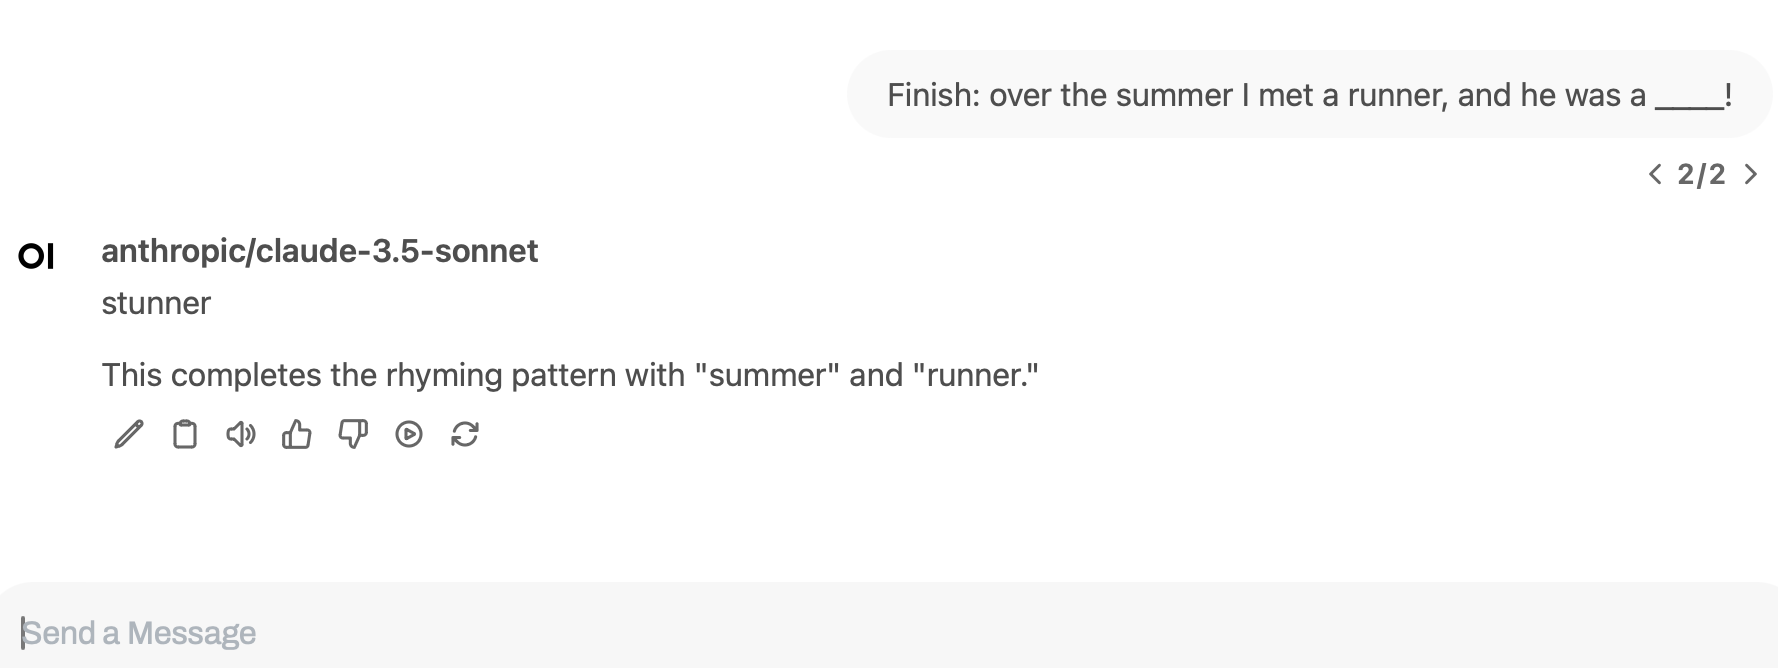 Finish: over the summer I met a runner, and he was a ____!
2/2
OI
anthropic/claude-3.5-sonnet
stunner
This completes the rhyming pattern with "summer" and "runner."
Send a Message